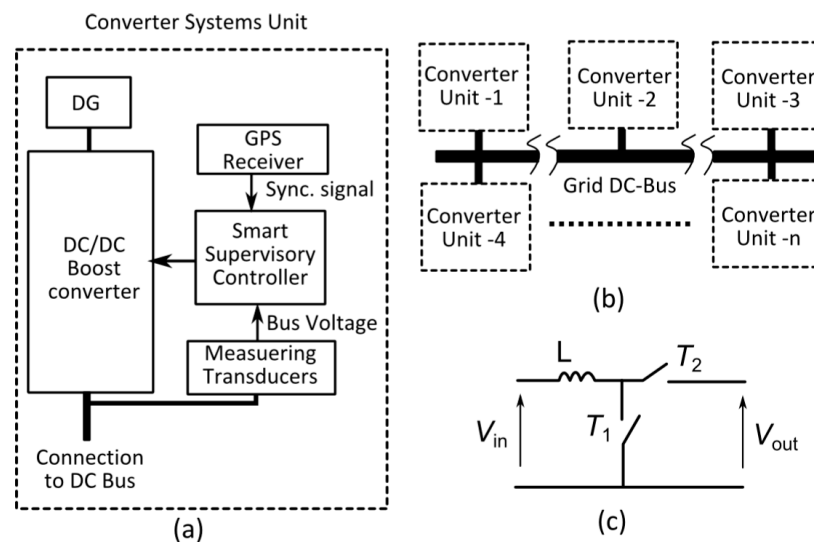 Converter Systems Unit
DG
GPS
Receiver
Sync. signal
DC/DC
Boost
converter
Smart
Supervisory
Controller
Bus Voltage
Measuering
Transducers
Connection
to DC Bus
(a)
Converter
Unit -1
Converter
Unit -2
Converter
Unit -3
Grid DC-Bus
Converter
Unit -4
Converter
Unit -n
(b)
L
T2
T1
Vin
Vout
(c)